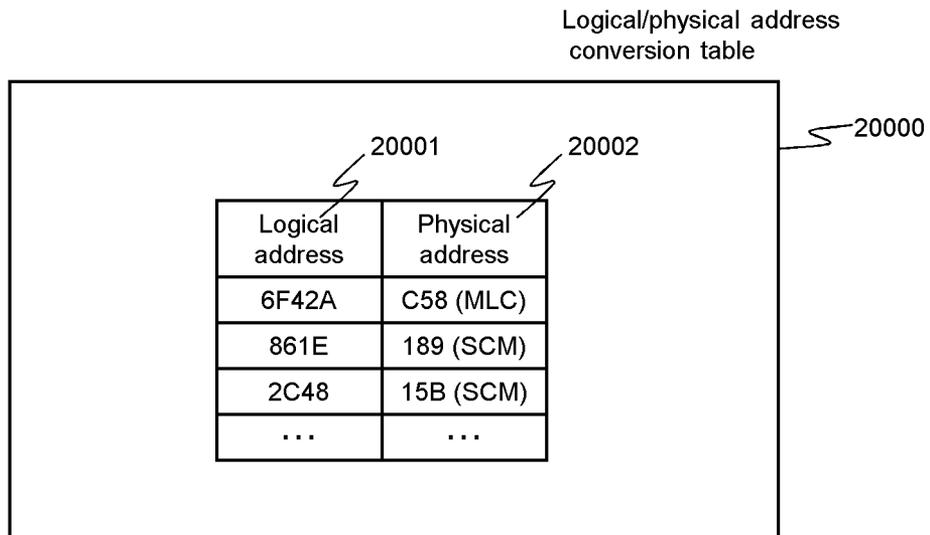 Logical/physical address
conversion table
20000
20001 20002
Logical address Physical address
6F42A C58 (MLC)
861E 189 (SCM)
2C48 15B (SCM)
... ...